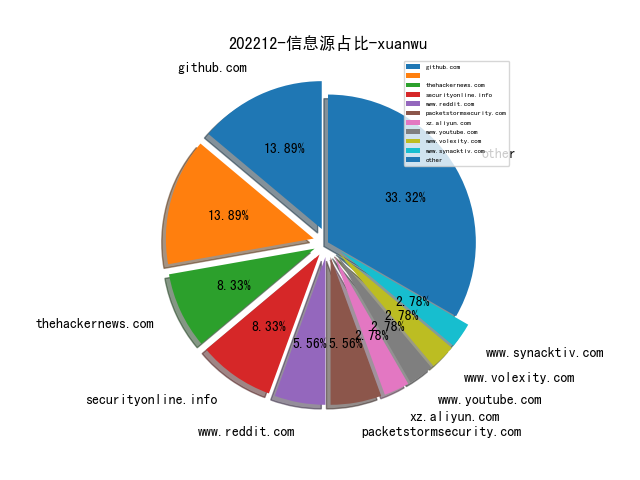 202212-信息源占比-xuanwu
github.com
github.com
thehackernews.com
securityonline.info
www.reddit.com
packetstormsecurity.com
xz.aliyun.com
www.youtube.com
www.volexity.com
www.synacktiv.com
other
other
13.89%
33.32%
13.89%
8.33%
2.78%
2.78%
8.33%
2.78%
2.78%
5.56%
5.56%
thehackernews.com
www.synacktiv.com
www.volexity.com
securityonline.info
www.youtube.com
xz.aliyun.com
www.reddit.com
packetstormsecurity.com